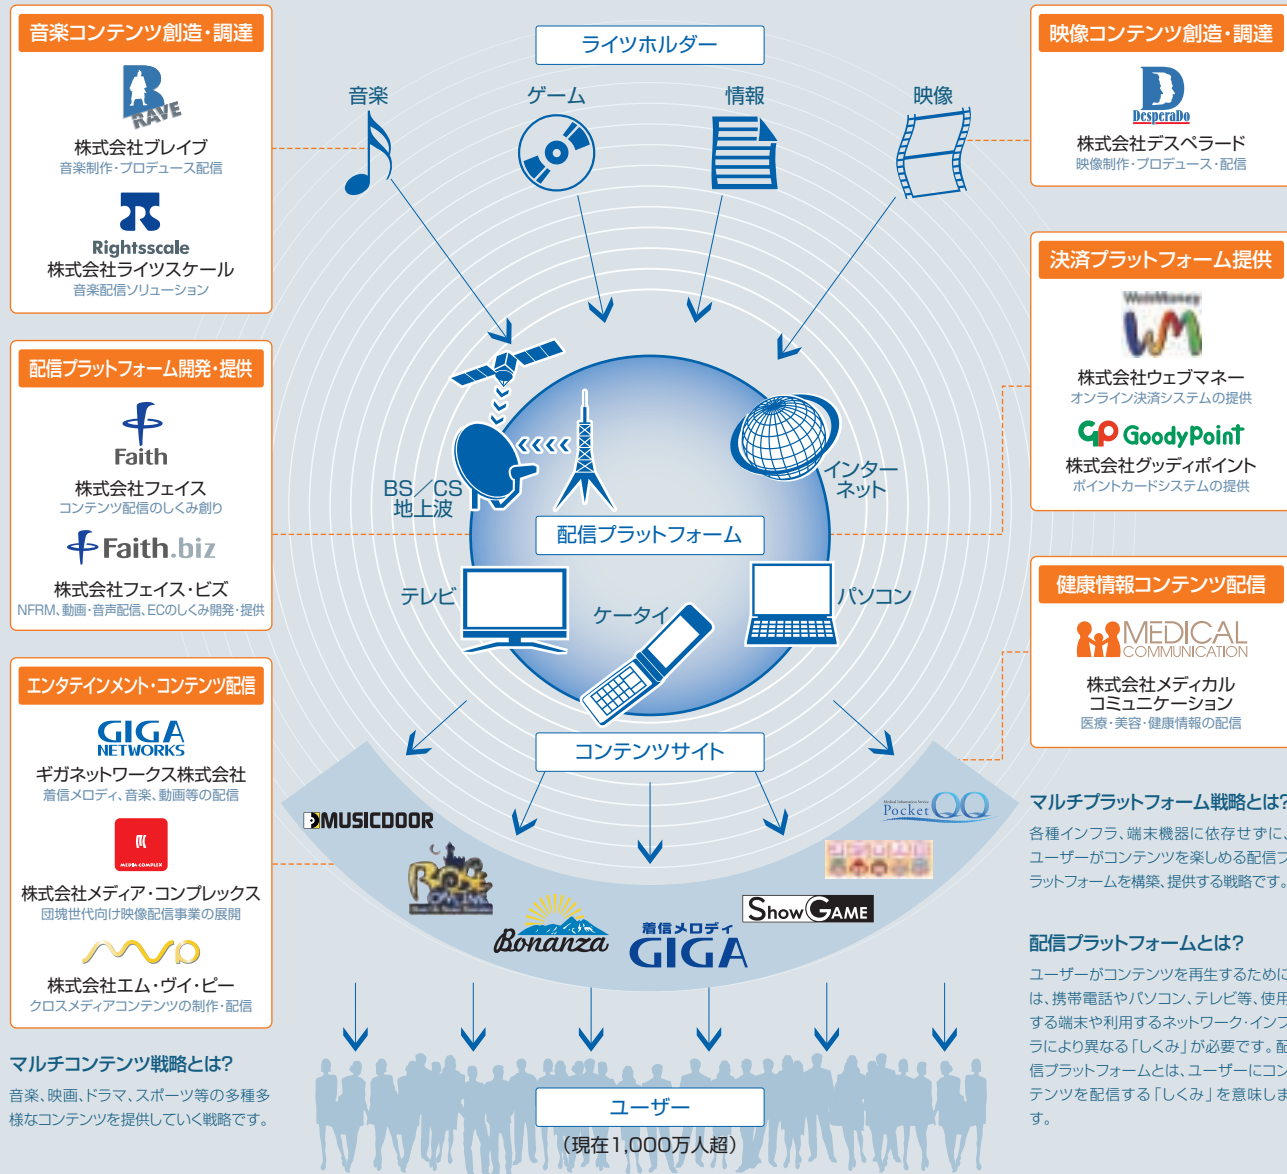 音楽コンテンツ創造・調達
BRAVE
株式会社ブレイブ
音楽制作・プロデュース配信
Rightsscale
株式会社ライツスケール
音楽配信ソリューション
配信プラットフォーム開発・提供
Faith
株式会社フェイス
コンテンツ配信のしくみ創り
Faith.biz
株式会社フェイス・ビズ
NFRM、動画・音声配信、ECのしくみ開発・提供
エンタテインメント・コンテンツ配信
GIGA
NETWORKS
ギガネットワークス株式会社
着信メロディ、音楽、動画等の配信
MEDIA COMPLEX
株式会社メディア・コンプレックス
団塊世代向け映像配信事業の展開
株式会社エム・ヴイ・ピー
クロスメディアコンテンツの制作・配信
マルチコンテンツ戦略とは?
音楽、映画、ドラマ、スポーツ等の多種多
様なコンテンツを提供していく戦略です。
ライツホルダー
音楽
ゲーム
情報
映像
BS/CS
地上波
インター
ネット
配信プラットフォーム
テレビ
ケータイ
パソコン
コンテンツサイト
MUSICDOOR
Bonanza
着信メロディ
GIGA
ShowGAME
Medical Information Service
PocketQQ
ユーザー
(現在1,000万人超)
映像コンテンツ創造・調達
DesperaDo
株式会社デスペラード
映像制作・プロデュース・配信
決済プラットフォーム提供
WebMoney
株式会社ウェブマネー
オンライン決済システムの提供
GoodyPoint
株式会社グッディポイント
ポイントカードシステムの提供
健康情報コンテンツ配信
MEDICAL
COMMUNICATION
株式会社メディカル
コミュニケーション
医療・美容・健康情報の配信
マルチプラットフォーム戦略とは?
各種インフラ、端末機器に依存せずに、
ユーザーがコンテンツを楽しめる配信プ
ラットフォームを構築、提供する戦略です。
配信プラットフォームとは?
ユーザーがコンテンツを再生するために
は、携帯電話やパソコン、テレビ等、使用
する端末や利用するネットワーク・インフ
ラにより異なる「しくみ」が必要です。配
信プラットフォームとは、ユーザーにコン
テンツを配信する「しくみ」を意味しま
す。